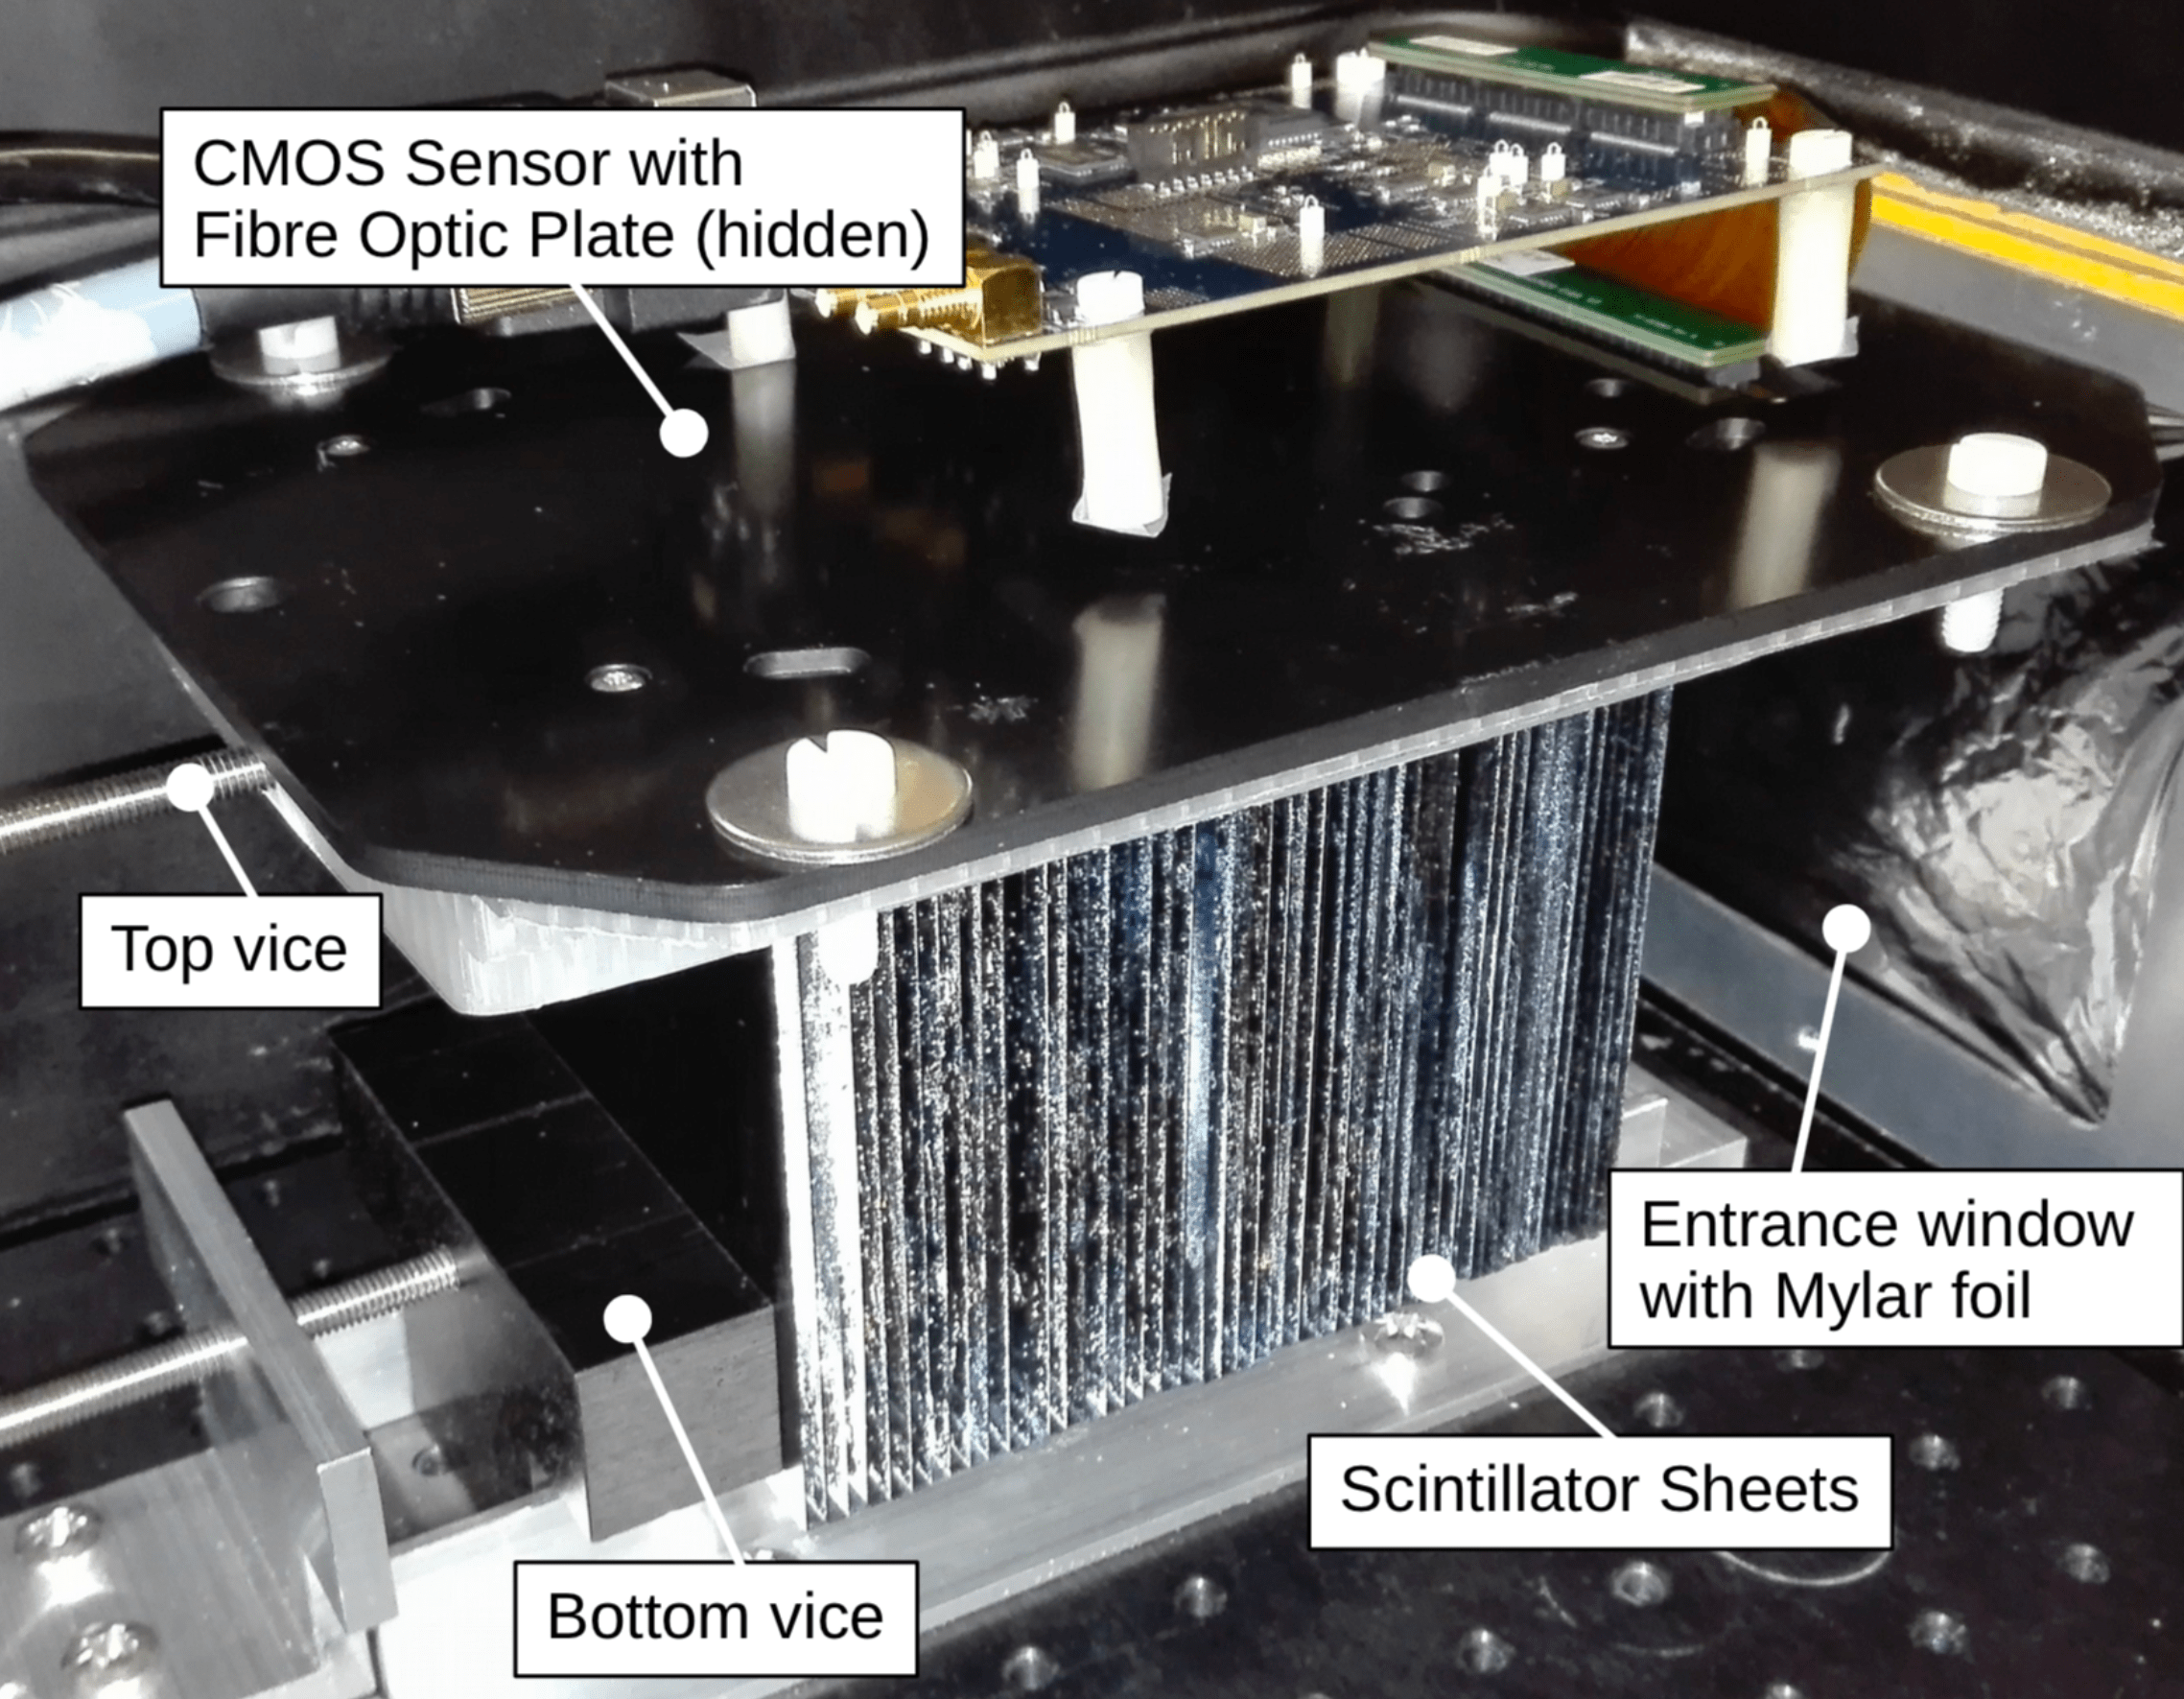 CMOS Sensor with
Fibre Optic Plate (hidden)
Top vice
Entrance window
with Mylar foil
Scintillator Sheets
Bottom vice